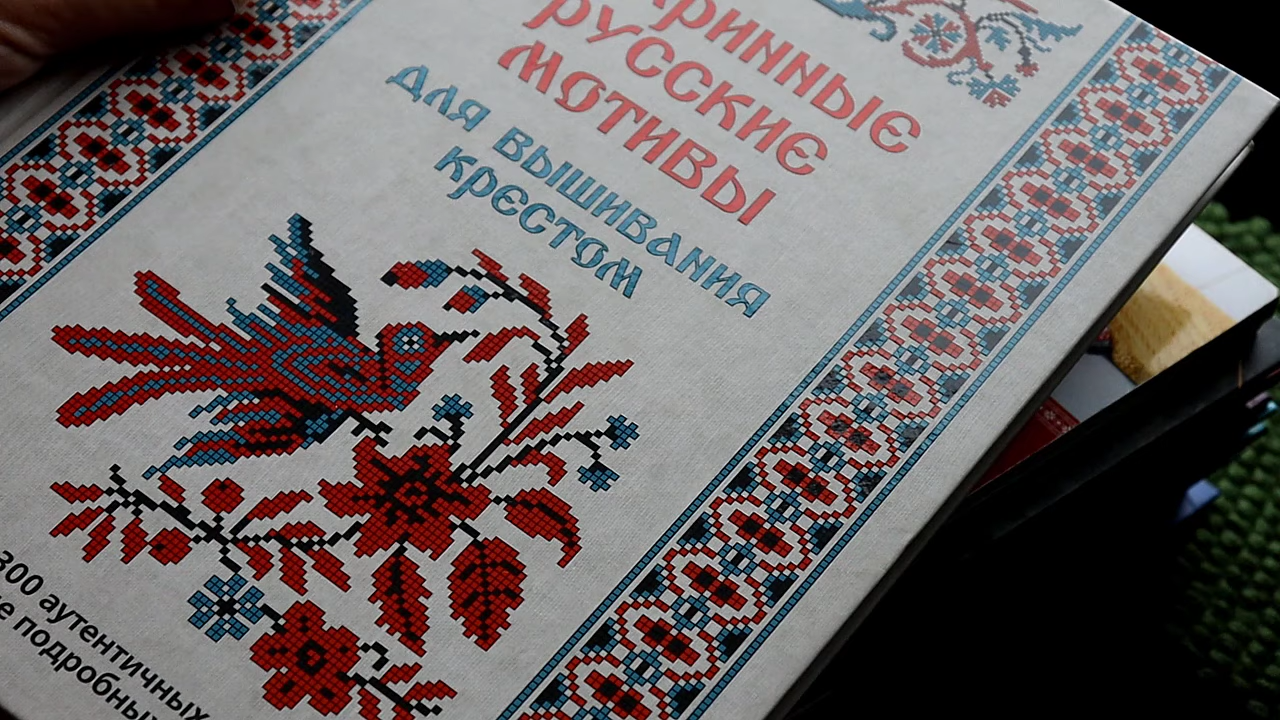 русские
мотивы
для вышивания
крестом
300 аутентичных
подробных